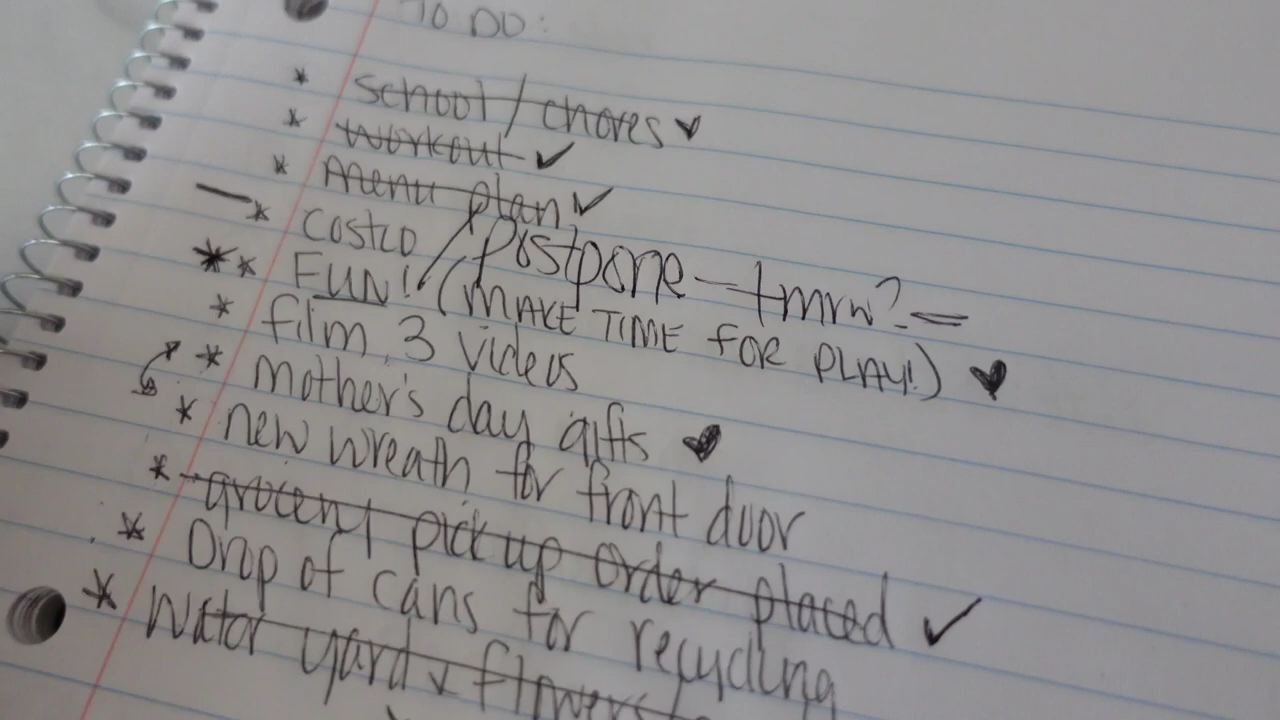 TO DO:
* school / chores
* workout ✓
* menu plan ✓
* costco / Postpone - tmrw?
* FUN! (MAKE TIME FOR PLAY!)
* film 3 videos
* mother's day gifts
* new wreath for front door
* grocery pick up order placed ✓
* Drop of cans for recycling
* Water yard & flowers